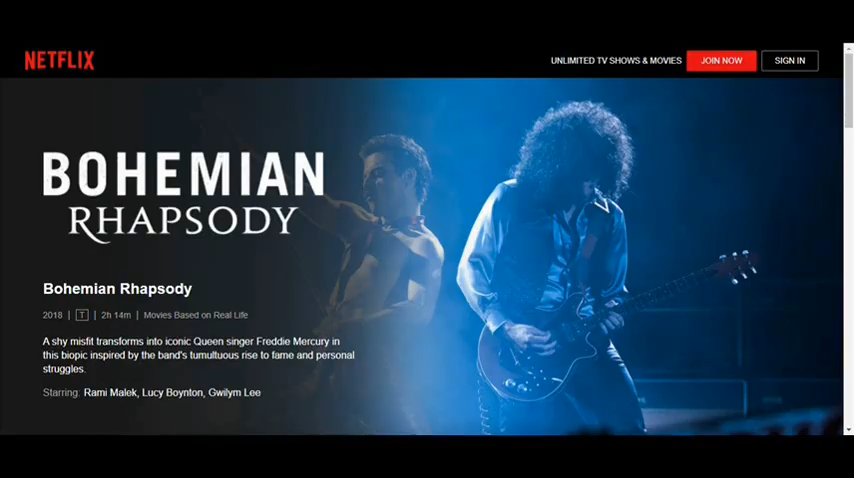 NETFLIX
UNLIMITED TV SHOWS & MOVIES
JOIN NOW
SIGN IN
BOHEMIAN
RHAPSODY
Bohemian Rhapsody
2018 | T | 2h 14m | Movies Based on Real Life
A shy misfit transforms into iconic Queen singer Freddie Mercury in
this biopic inspired by the band's tumultuous rise to fame and personal
struggles.
Starring: Rami Malek, Lucy Boynton, Gwilym Lee